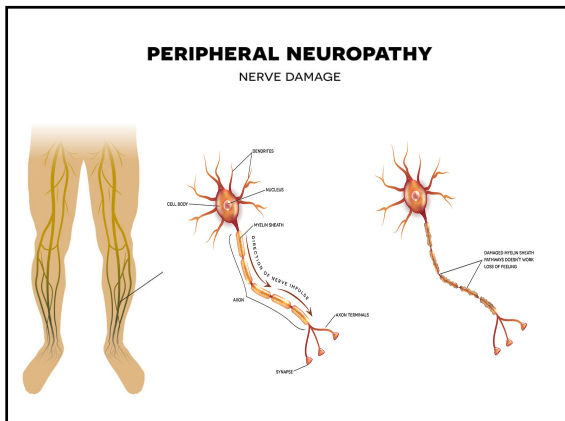 PERIPHERAL NEUROPATHY
NERVE DAMAGE
DENDRITES
NUCLEUS
CELL BODY
MYELIN SHEATH
DIRECTION OF NERVE IMPULSE
AXON
AXON TERMINALS
SYNAPSE
DAMAGED MYELIN SHEATH
PATHWAYS DOESN'T WORK
LOSS OF FEELING